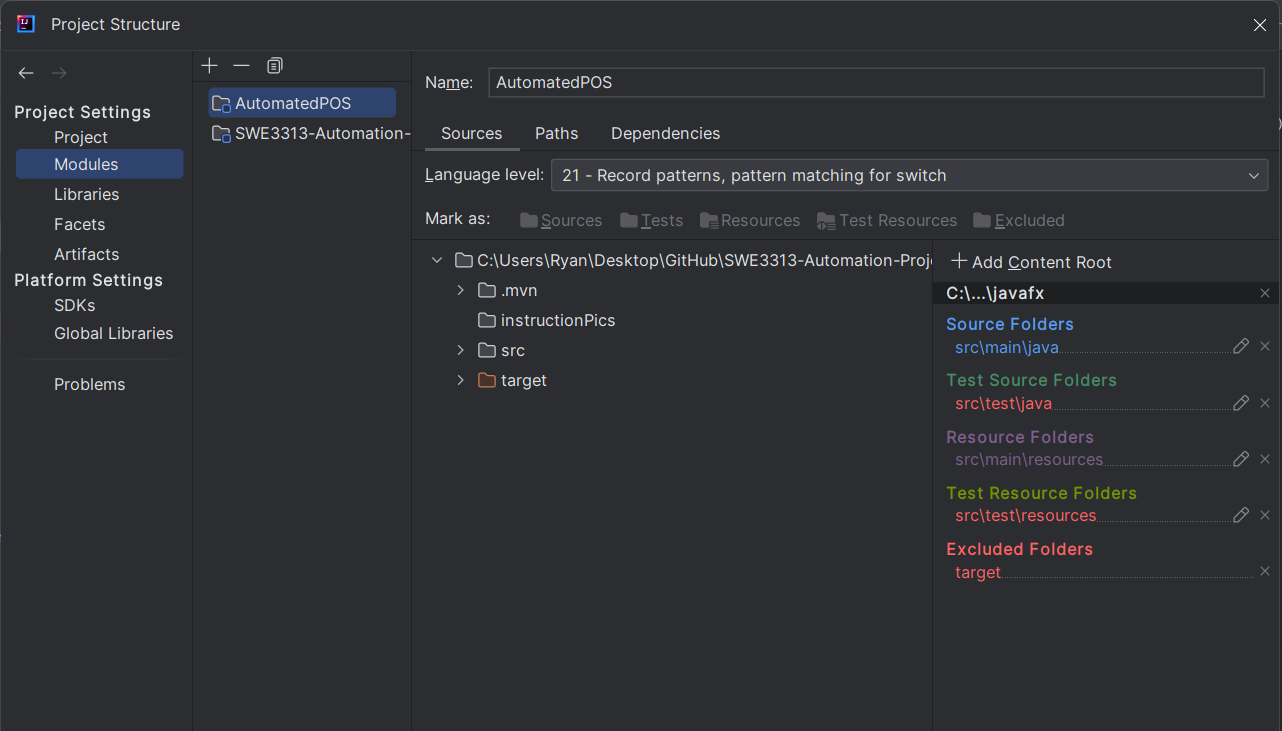 Project Structure
Project Settings
Project
Modules
Libraries
Facets
Artifacts
Platform Settings
SDKs
Global Libraries
Problems
AutomatedPOS
SWE3313-Automation-
Name: AutomatedPOS
Sources Paths Dependencies
Language level: 21 - Record patterns, pattern matching for switch
Mark as: Sources Tests Resources Test Resources Excluded
C:\Users\Ryan\Desktop\GitHub\SWE3313-Automation-Proj
.mvn
instructionPics
src
target
Add Content Root
C:\...\javafx
Source Folders
src\main\java
Test Source Folders
src\test\java
Resource Folders
src\main\resources
Test Resource Folders
src\test\resources
Excluded Folders
target